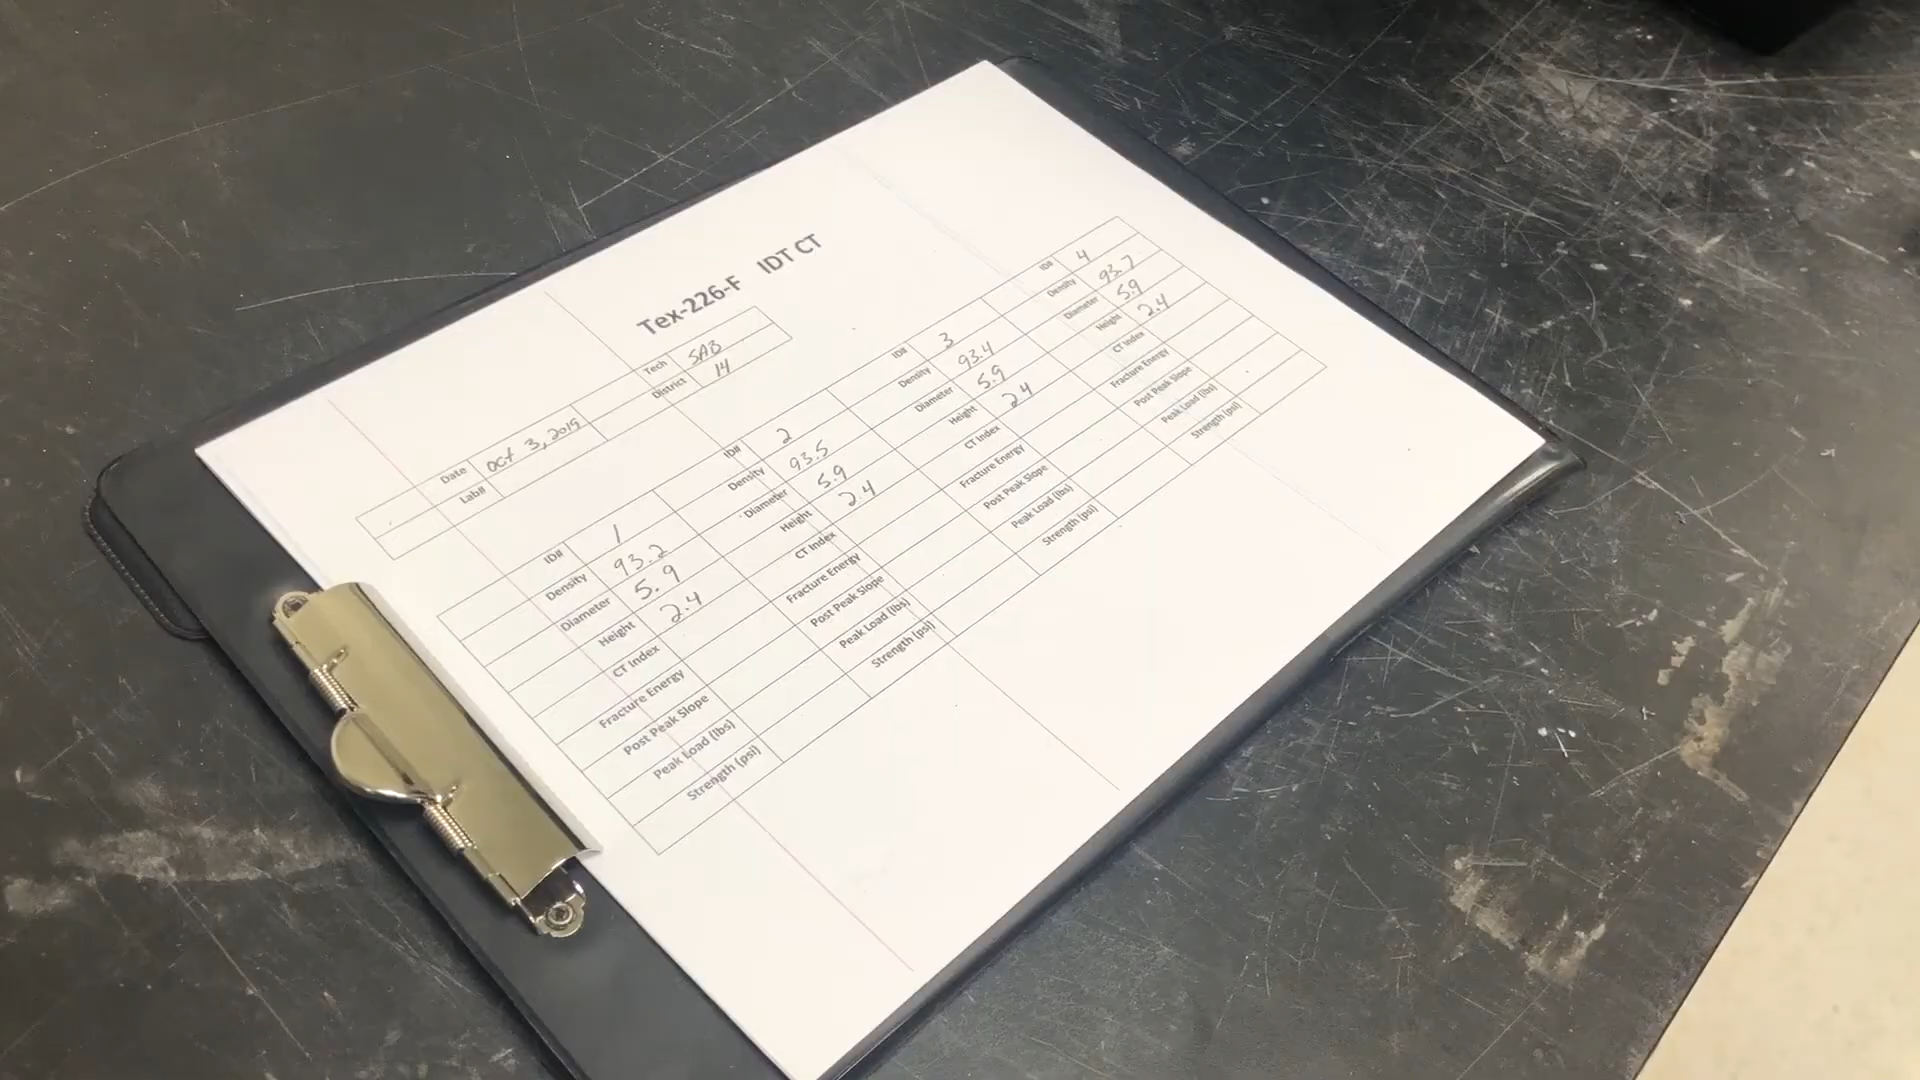 Tex-226-F IDT CT
Date Oct 3, 2019 Tech SAB
Lab# District 14
ID# 1 ID# 2 ID# 3 ID# 4
Density 93.2 Density 93.5 Density 93.4 Density 93.7
Diameter 5.9 Diameter 5.9 Diameter 5.9 Diameter 5.9
Height 2.4 Height 2.4 Height 2.4 Height 2.4
CT Index CT Index CT Index CT Index
Fracture Energy Fracture Energy Fracture Energy Fracture Energy
Post Peak Slope Post Peak Slope Post Peak Slope Post Peak Slope
Peak Load (lbs) Peak Load (lbs) Peak Load (lbs) Peak Load (lbs)
Strength (psi) Strength (psi) Strength (psi) Strength (psi)